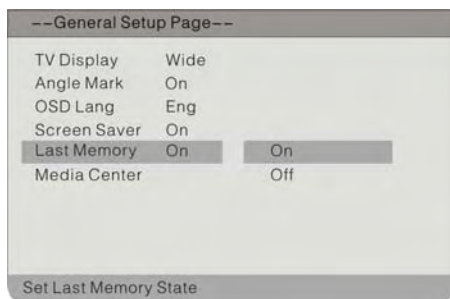 --General Setup Page--
TV Display Wide
Angle Mark On
OSD Lang Eng
Screen Saver On
Last Memory On On
Media Center Off
Set Last Memory State